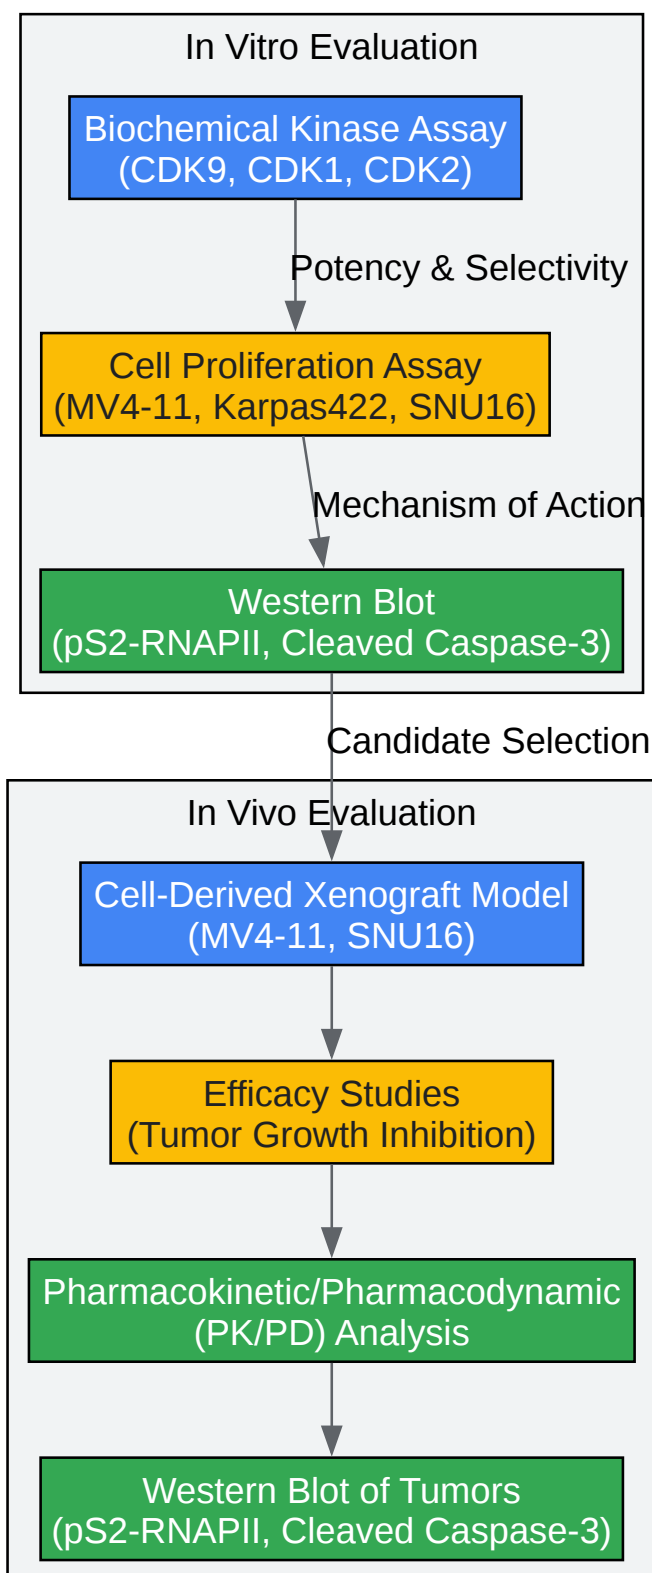 In Vitro Evaluation
Biochemical Kinase Assay
(CDK9, CDK1, CDK2)
Potency & Selectivity
Cell Proliferation Assay
(MV4-11, Karpas422, SNU16)
Mechanism of Action
Western Blot
(pS2-RNAPII, Cleaved Caspase-3)
Candidate Selection
In Vivo Evaluation
Cell-Derived Xenograft Model
(MV4-11, SNU16)
Efficacy Studies
(Tumor Growth Inhibition)
Pharmacokinetic/Pharmacodynamic
(PK/PD) Analysis
Western Blot of Tumors
(pS2-RNAPII, Cleaved Caspase-3)